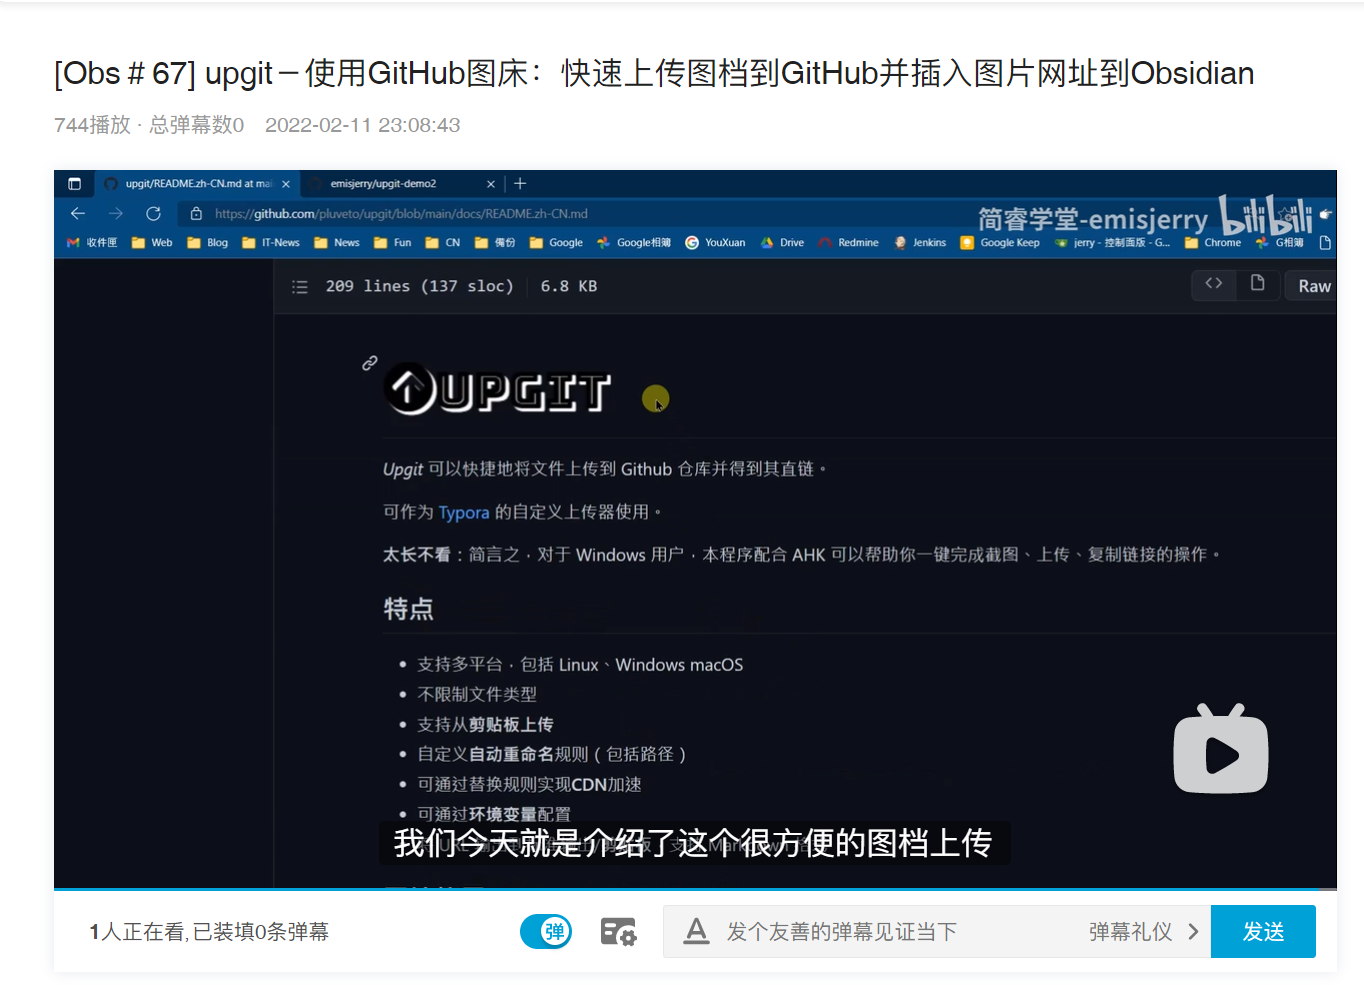 [Obs # 67] upgit－使用GitHub图床：快速上传图档到GitHub并插入图片网址到Obsidian
744播放 · 总弹幕数0 2022-02-11 23:08:43
upgit/README.zh-CN.md at mai
emisjerry/upgit-demo2
https://github.com/pluveto/upgit/blob/main/docs/README.zh-CN.md
简睿学堂-emisjerry bilibili
收件匣 Web Blog IT-News News Fun CN 備份 Google Google相簿 YouXuan Drive Redmine Jenkins Google Keep jerry - 控制面版 - G... Chrome G相簿
209 lines (137 sloc) 6.8 KB
Raw
UPGIT
Upgit 可以快捷地将文件上传到 Github 仓库并得到其直链。
可作为 Typora 的自定义上传器使用。
太长不看：简言之，对于 Windows 用户，本程序配合 AHK 可以帮助你一键完成截图、上传、复制链接的操作。
特点
支持多平台，包括 Linux、Windows macOS
不限制文件类型
支持从剪贴板上传
自定义自动重命名规则（包括路径）
可通过替换规则实现CDN加速
可通过环境变量配置
我们今天就是介绍了这个很方便的图档上传
1人正在看,已装填0条弹幕
弹
发个友善的弹幕见证当下
弹幕礼仪
发送